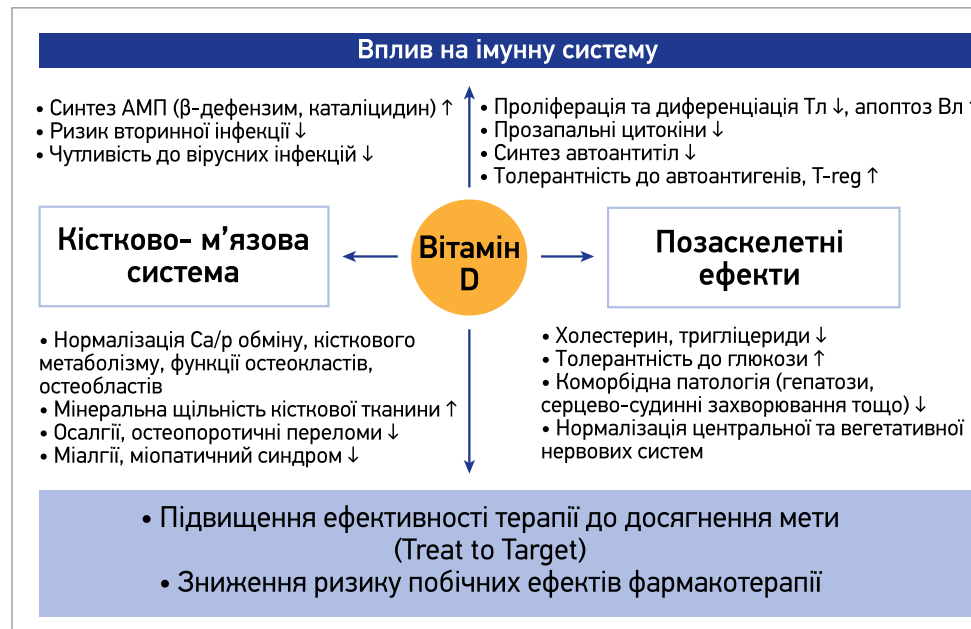 Вплив на імунну систему
• Синтез АМП (β-дефензим, каталіцидин) ↑
• Ризик вторинної інфекції ↓
• Чутливість до вірусних інфекцій ↓
• Проліферація та диференціація Тл ↓, апоптоз Вл ↑
• Прозапальні цитокіни ↓
• Синтез автоантитіл ↓
• Толерантність до автоантигенів, T-reg ↑
Кістково- м’язова
система
Вітамін
D
Позаскелетні
ефекти
• Нормалізація Ca/p обміну, кісткового
метаболізму, функції остеокластів,
остеобластів
• Мінеральна щільність кісткової тканини ↑
• Осалгії, остеопоротичні переломи ↓
• Міалгії, міопатичний синдром ↓
• Холестерин, тригліцериди ↓
• Толерантність до глюкози ↑
• Коморбідна патологія (гепатози,
серцево-судинні захворювання тощо) ↓
• Нормалізація центральної та вегетативної
нервових систем
• Підвищення ефективності терапії до досягнення мети
(Treat to Target)
• Зниження ризику побічних ефектів фармакотерапії